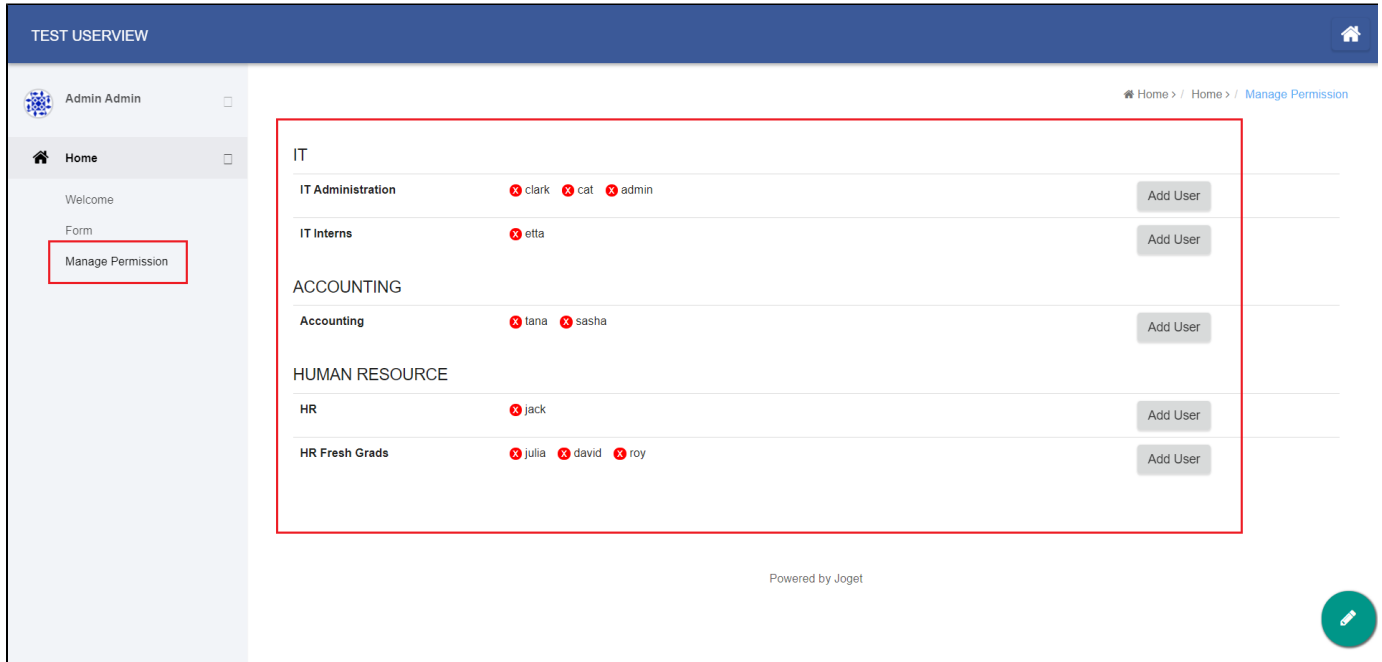 TEST USERVIEW
Admin Admin
Home > / Home > / Manage Permission
Home
Welcome
Form
Manage Permission
IT
IT Administration x clark x cat x admin Add User
IT Interns x etta Add User
ACCOUNTING
Accounting x tana x sasha Add User
HUMAN RESOURCE
HR x jack Add User
HR Fresh Grads x julia x david x roy Add User
Powered by Joget